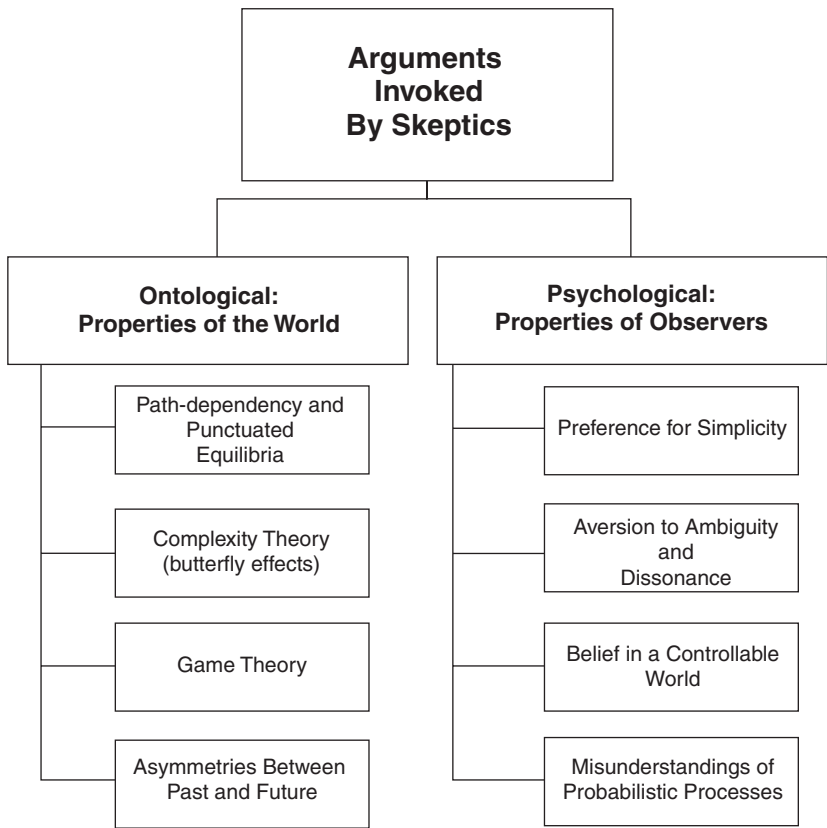 Arguments
Invoked
By Skeptics
Ontological:
Properties of the World
Path-dependency and
Punctuated
Equilibria
Complexity Theory
(butterfly effects)
Game Theory
Asymmetries Between
Past and Future
Psychological:
Properties of Observers
Preference for Simplicity
Aversion to Ambiguity
and
Dissonance
Belief in a Controllable
World
Misunderstandings of
Probabilistic Processes